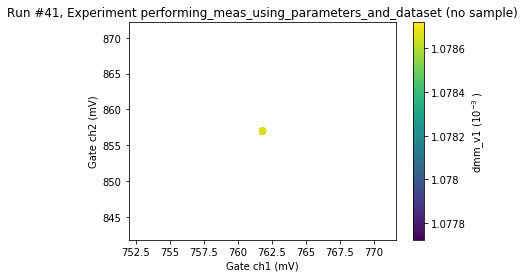 Run #41, Experiment performing_meas_using_parameters_and_dataset (no sample)
870
865
860
855
850
845
Gate ch2 (mV)
752.5 755 757.5 760 762.5 765 767.5 770
Gate ch1 (mV)
1.0786
1.0784
1.0782
1.078
1.0778
dmm_v1 (10⁻³ )